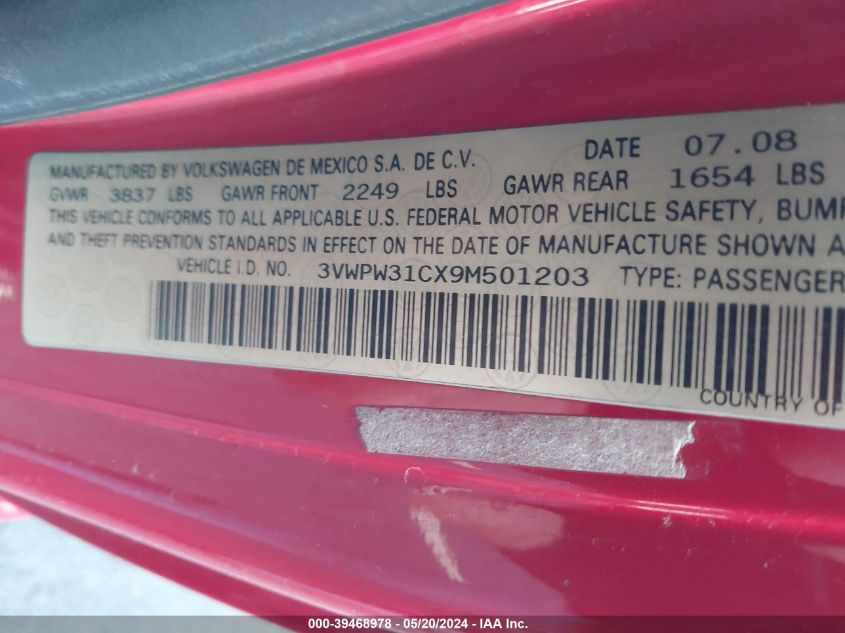 MANUFACTURED BY VOLKSWAGEN DE MEXICO S.A. DE C.V. DATE 07.08
GVWR 3837 LBS GAWR FRONT 2249 LBS GAWR REAR 1654 LBS
THIS VEHICLE CONFORMS TO ALL APPLICABLE U.S. FEDERAL MOTOR VEHICLE SAFETY, BUMP
AND THEFT PREVENTION STANDARDS IN EFFECT ON THE DATE OF MANUFACTURE SHOWN A
VEHICLE I.D. NO. 3VWPW31CX9M501203 TYPE: PASSENGER
COUNTRY OF
000-39468978 - 05/20/2024 - IAA Inc.